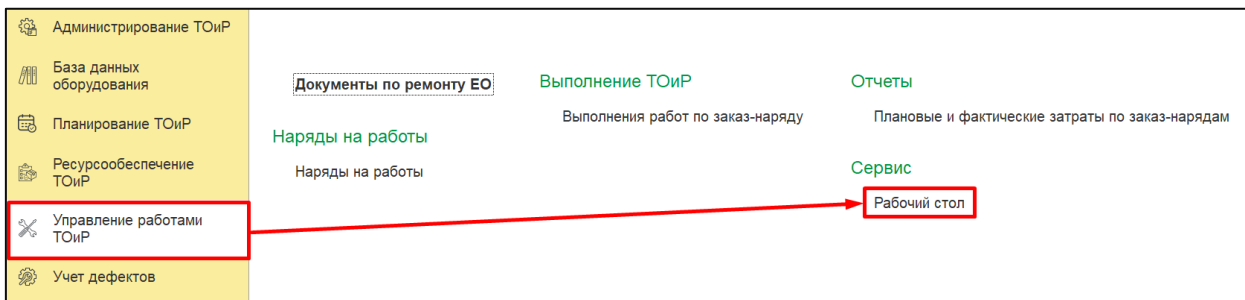 Администрирование ТОиР
База данных
оборудования
Планирование ТОиР
Ресурсообеспечение
ТОиР
Управление работами
ТОиР
Учет дефектов
Документы по ремонту ЕО
Наряды на работы
Наряды на работы
Выполнение ТОиР
Выполнения работ по заказ-наряду
Отчеты
Плановые и фактические затраты по заказ-нарядам
Сервис
Рабочий стол